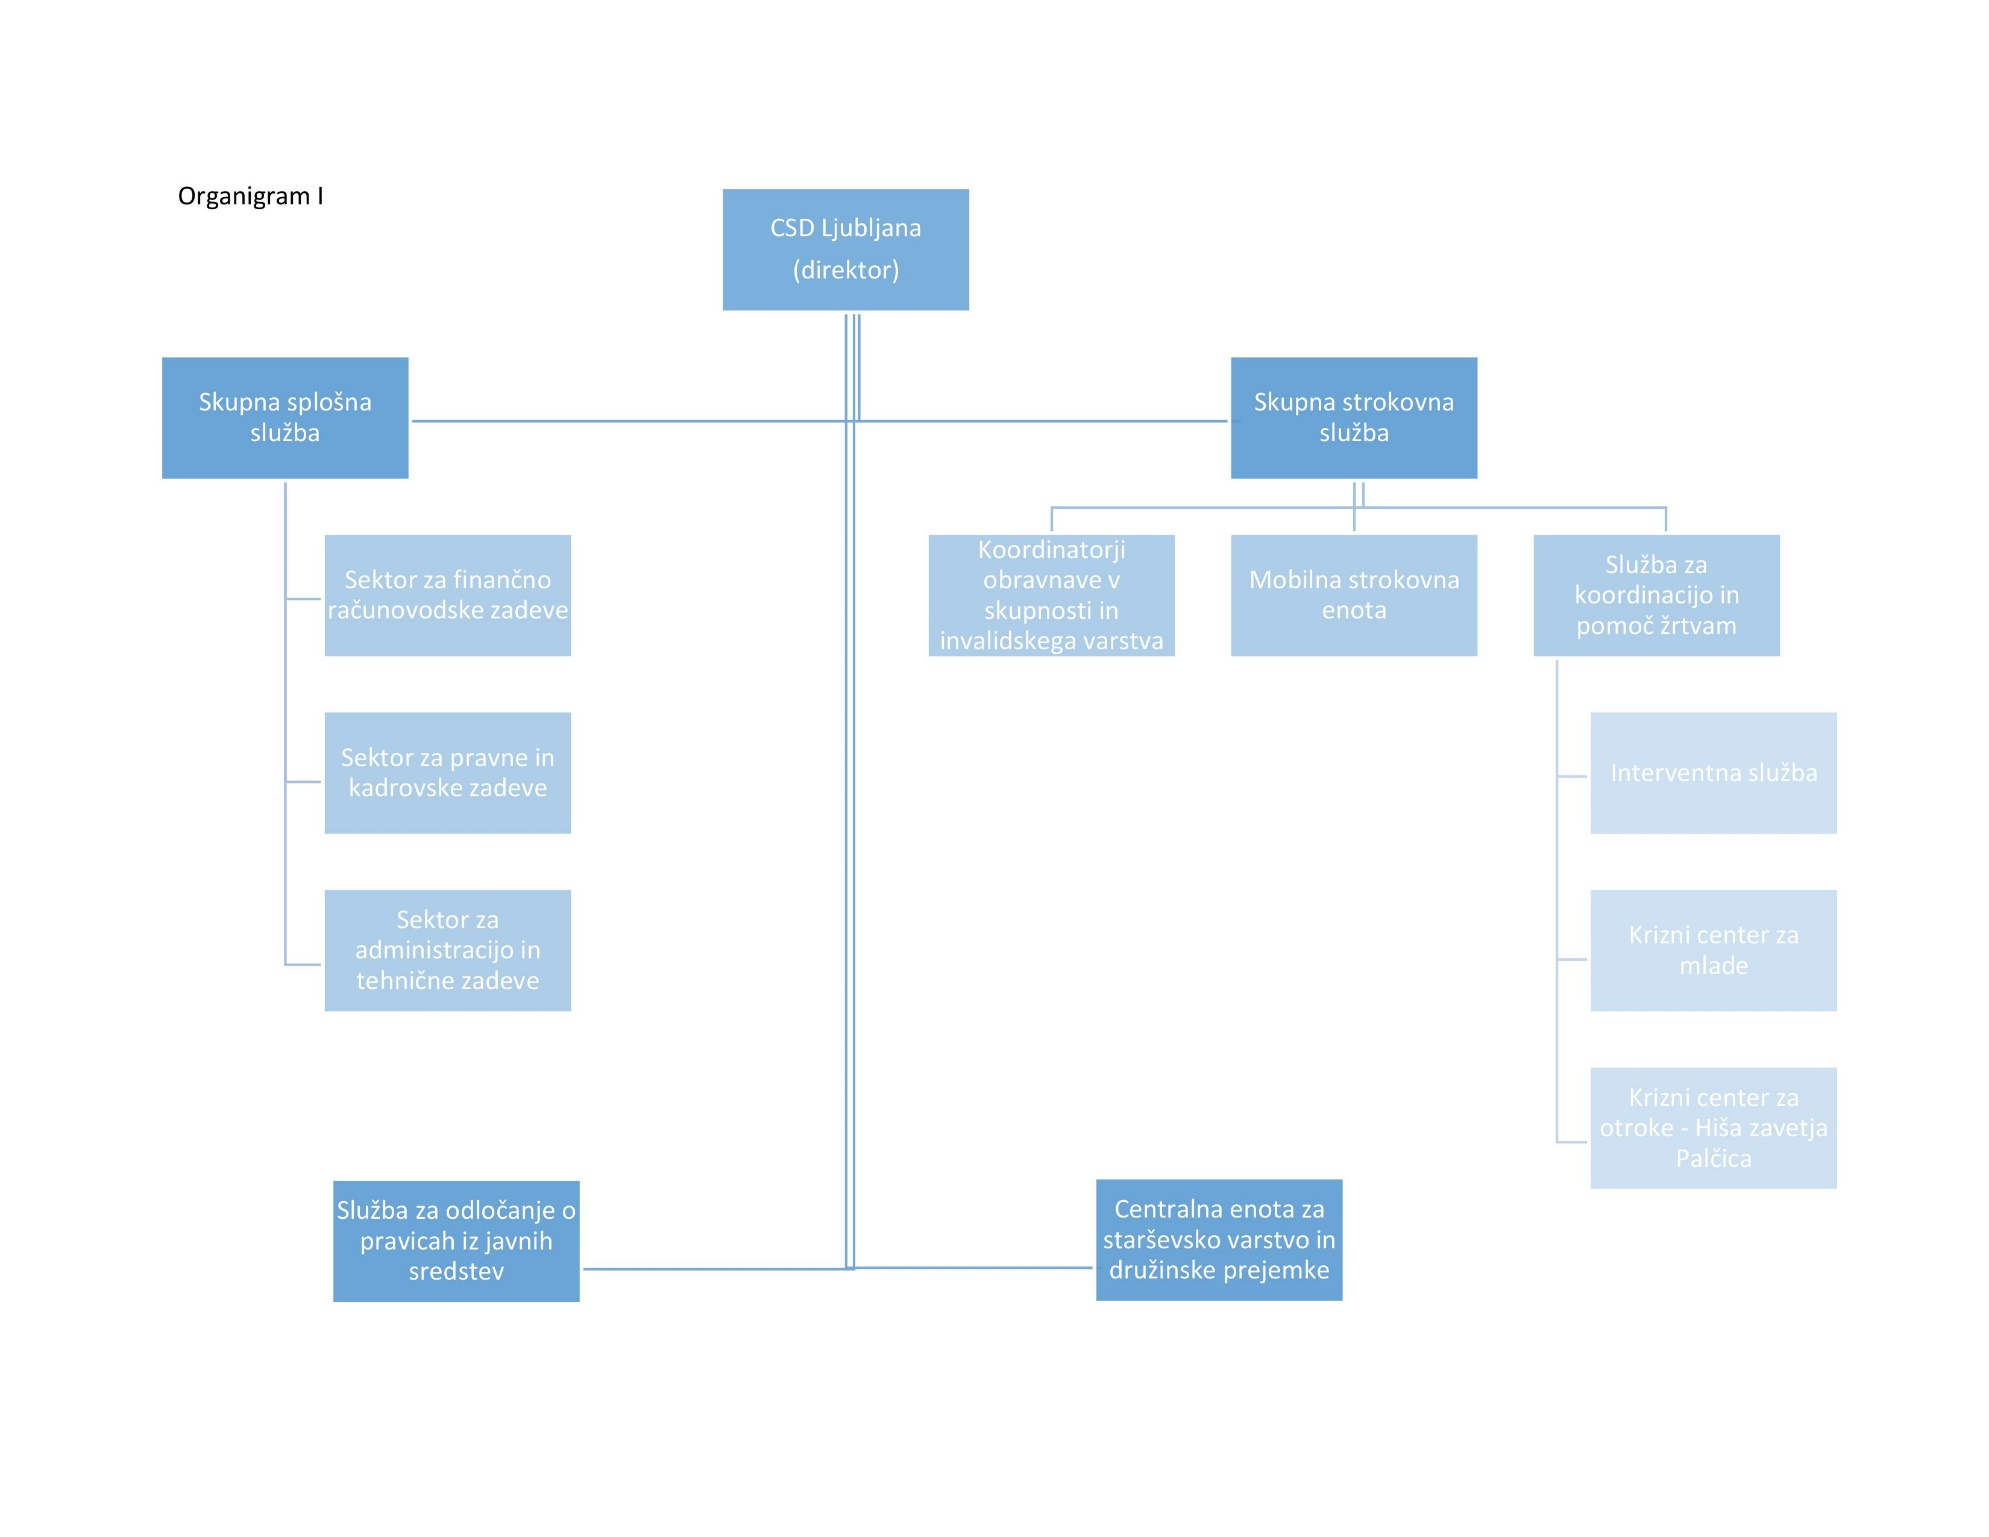 Organigram I
CSD Ljubljana
(direktor)
Skupna splošna
služba
Skupna strokovna
služba
Sektor za finančno
računovodske zadeve
Koordinatorji
obravnave v
skupnosti in
invalidskega varstva
Mobilna strokovna
enota
Služba za
koordinacijo in
pomoč žrtvam
Sektor za pravne in
kadrovske zadeve
Interventna služba
Sektor za
administracijo in
tehnične zadeve
Krizni center za
mlade
Krizni center za
otroke - Hiša zavetja
Palčica
Služba za odločanje o
pravicah iz javnih
sredstev
Centralna enota za
starševsko varstvo in
družinske prejemke